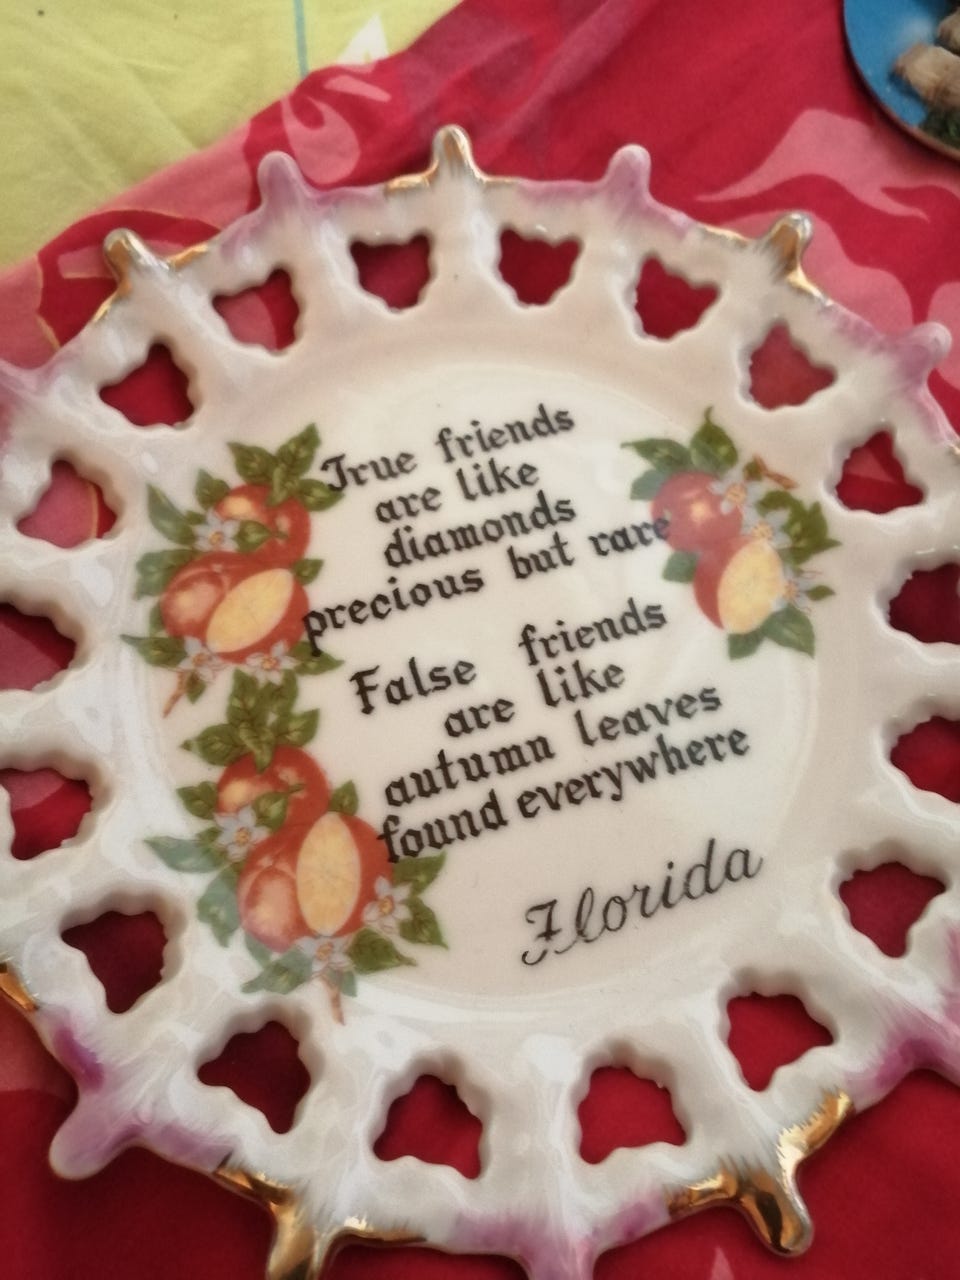 True friends
are like
diamonds
precious but rare
False friends
are like
autumn leaves
found everywhere
Florida